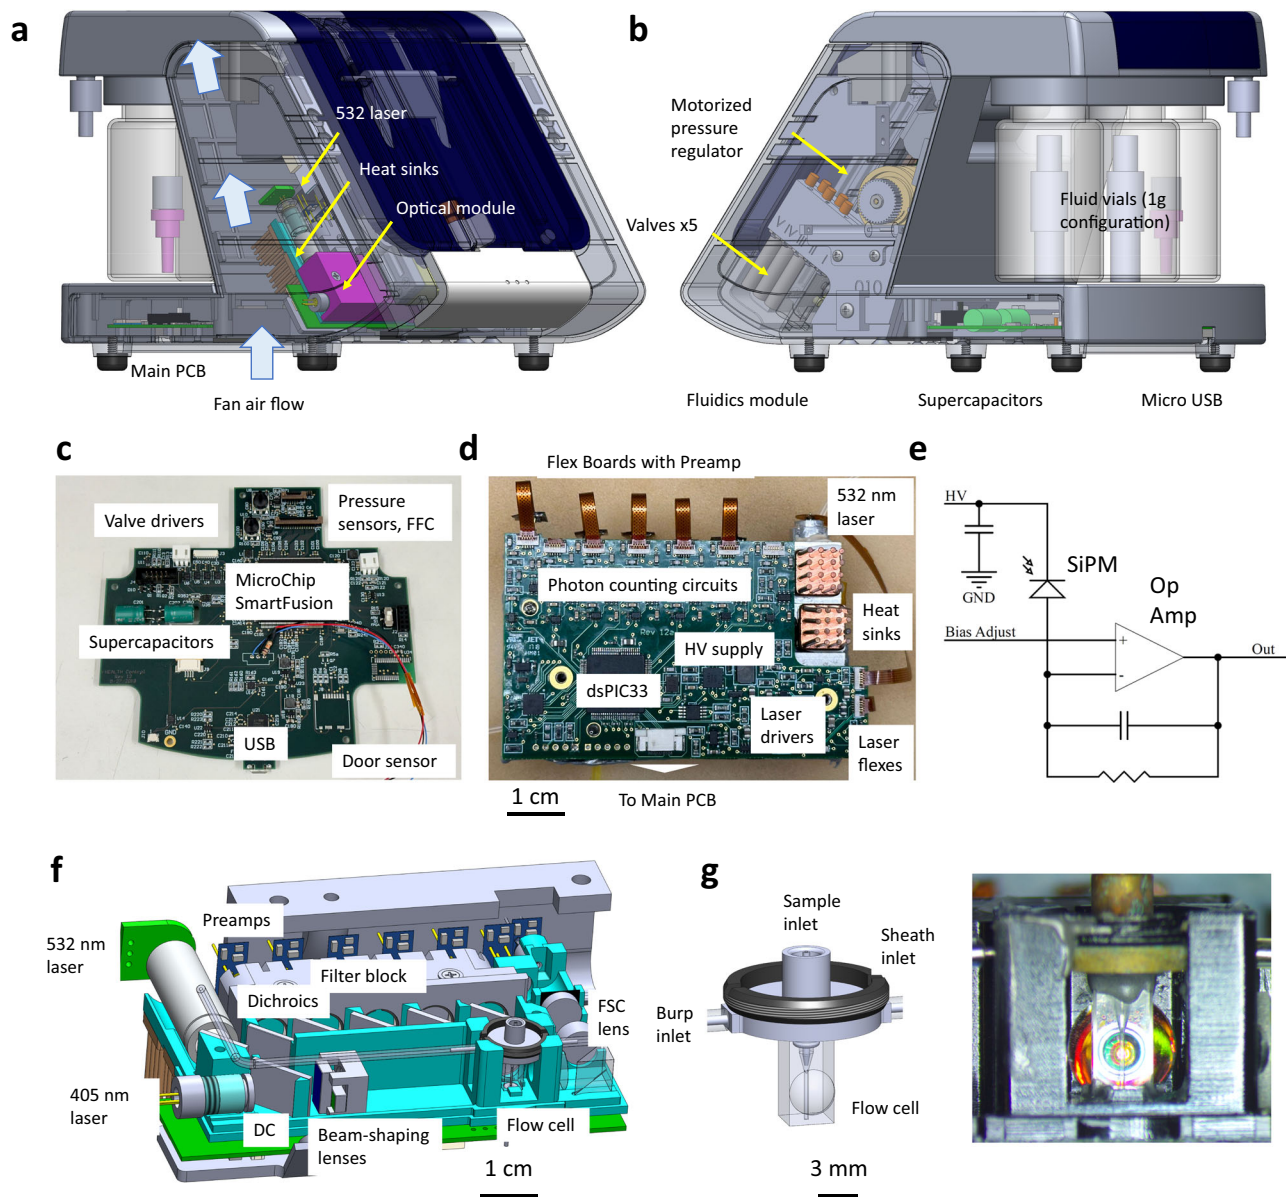 a
532 laser
Heat sinks
Optical module
Main PCB
Fan air flow
b
Motorized
pressure
regulator
Valves x5
Fluid vials (1g
configuration)
Fluidics module
Supercapacitors
Micro USB
c
Valve drivers
Pressure
sensors, FFC
MicroChip
SmartFusion
Supercapacitors
USB
Door sensor
d
Flex Boards with Preamp
532 nm
laser
Photon counting circuits
Heat
sinks
Rev 12a
HV supply
dsPIC33
Laser
drivers
Laser
flexes
1 cm
To Main PCB
e
HV
GND
SiPM
Op
Amp
Bias Adjust
+
-
Out
f
Preamps
532 nm
laser
Filter block
Dichroics
FSC
lens
405 nm
laser
DC
Beam-shaping
lenses
Flow cell
1 cm
g
Sample
inlet
Sheath
inlet
Burp
inlet
Flow cell
3 mm